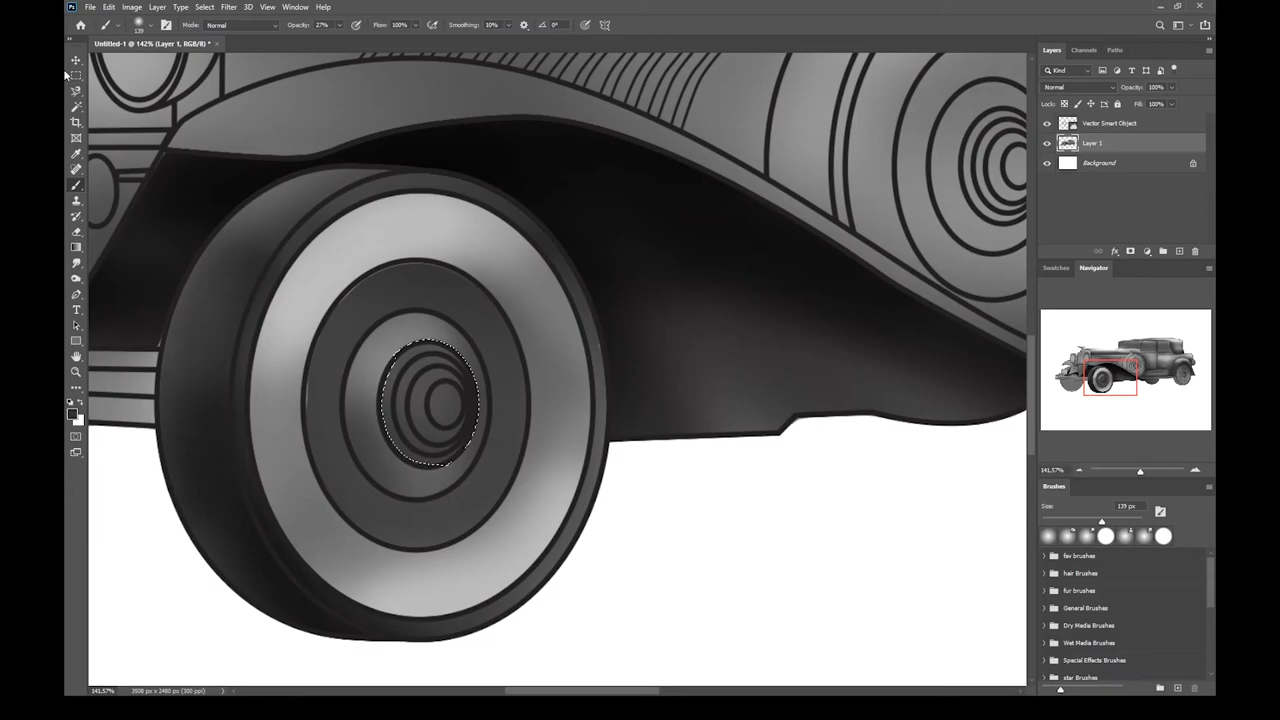 File Edit Image Layer Type Select Filter 3D View Window Help
139 Mode: Normal Opacity: 27% Flow: 100% Smoothing: 10% 0°
Untitled-1 @ 142% (Layer 1, RGB/8) * ×
Layers Channels Paths
Kind
Normal Opacity: 100%
Lock: Fill: 100%
Vector Smart Object
Layer 1
Background
fx
Swatches Navigator
141,57%
Brushes
Size: 139 px
fav brushes
hair Brushes
fur brushes
General Brushes
Dry Media Brushes
Wet Media Brushes
Special Effects Brushes
star Brushes
141,57% 3508 px x 2480 px (300 ppi)